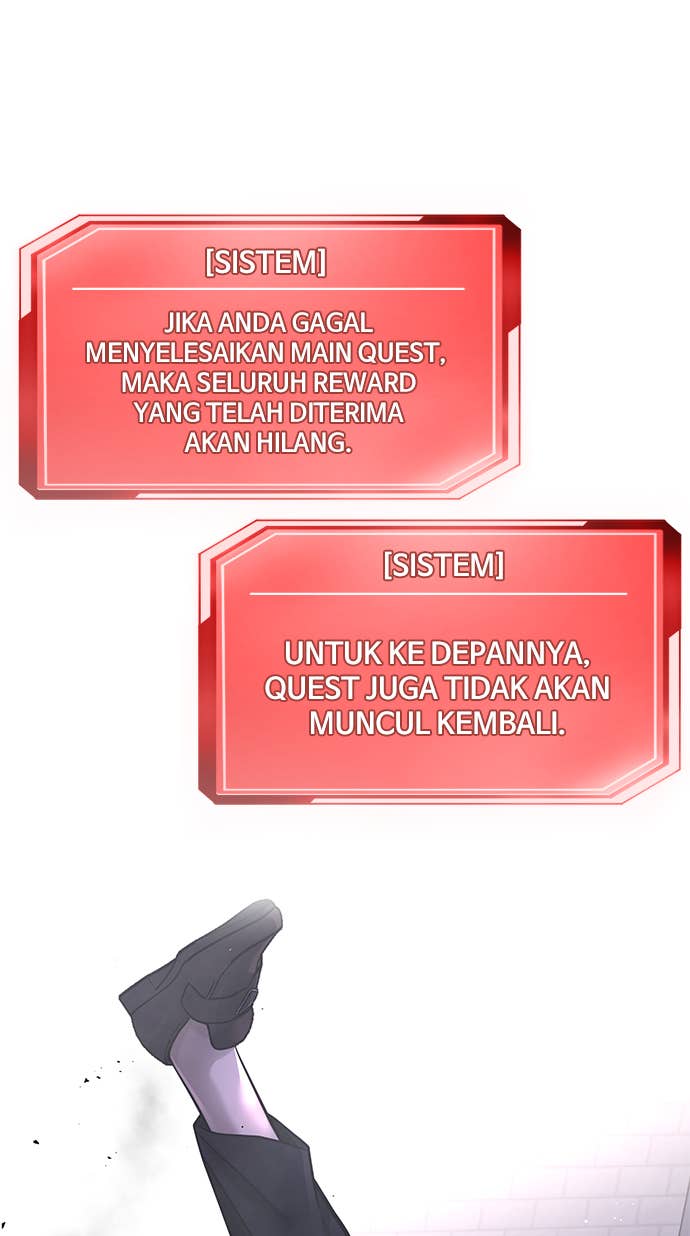 [SISTEM]
JIKA ANDA GAGAL
MENYELESAIKAN MAIN QUEST,
MAKA SELURUH REWARD
YANG TELAH DITERIMA
AKAN HILANG.
[SISTEM]
UNTUK KE DEPANNYA,
QUEST JUGA TIDAK AKAN
MUNCUL KEMBALI.